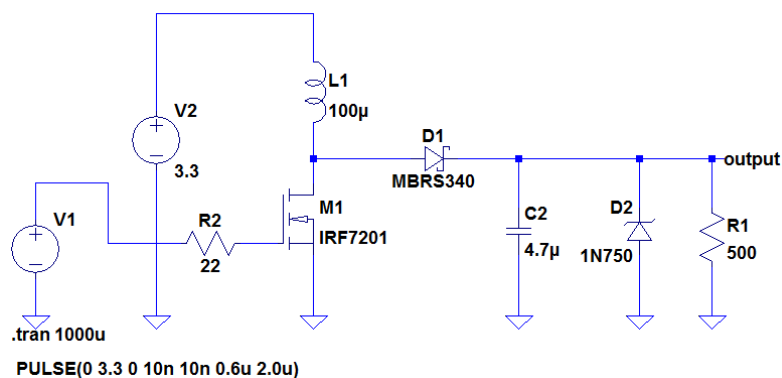 L1
100µ
V2
3.3
D1
MBRS340
output
V1
R2
22
M1
IRF7201
C2
4.7µ
D2
1N750
R1
500
.tran 1000u
PULSE(0 3.3 0 10n 10n 0.6u 2.0u)